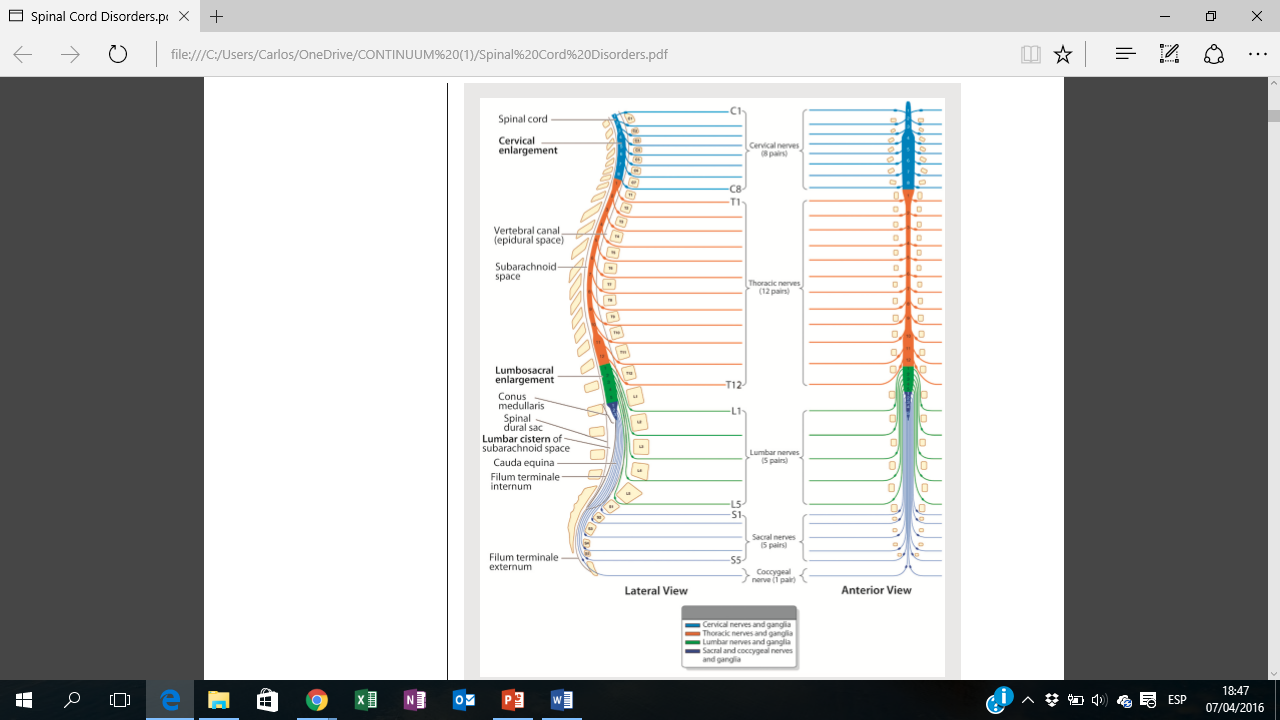 Spinal Cord Disorders.pc
file:///C:/Users/Carlos/OneDrive/CONTINUUM%20(1)/Spinal%20Cord%20Disorders.pdf
Spinal cord
Cervical
enlargement
Vertebral canal
(epidural space)
Subarachnoid
space
Lumbosacral
enlargement
Conus
medullaris
Spinal
dural sac
Lumbar cistern of
subarachnoid space
Cauda equina
Filum terminale
internum
Filum terminale
externum
C1
C8
T1
T12
L1
L5
S1
S5
Cervical nerves
(8 pairs)
Thoracic nerves
(12 pairs)
Lumbar nerves
(5 pairs)
Sacral nerves
(5 pairs)
Coccygeal
nerve (1 pair)
Lateral View
Anterior View
Cervical nerves and ganglia
Thoracic nerves and ganglia
Lumbar nerves and ganglia
Sacral and coccygeal nerves
and ganglia
ESP
18:47
07/04/2016